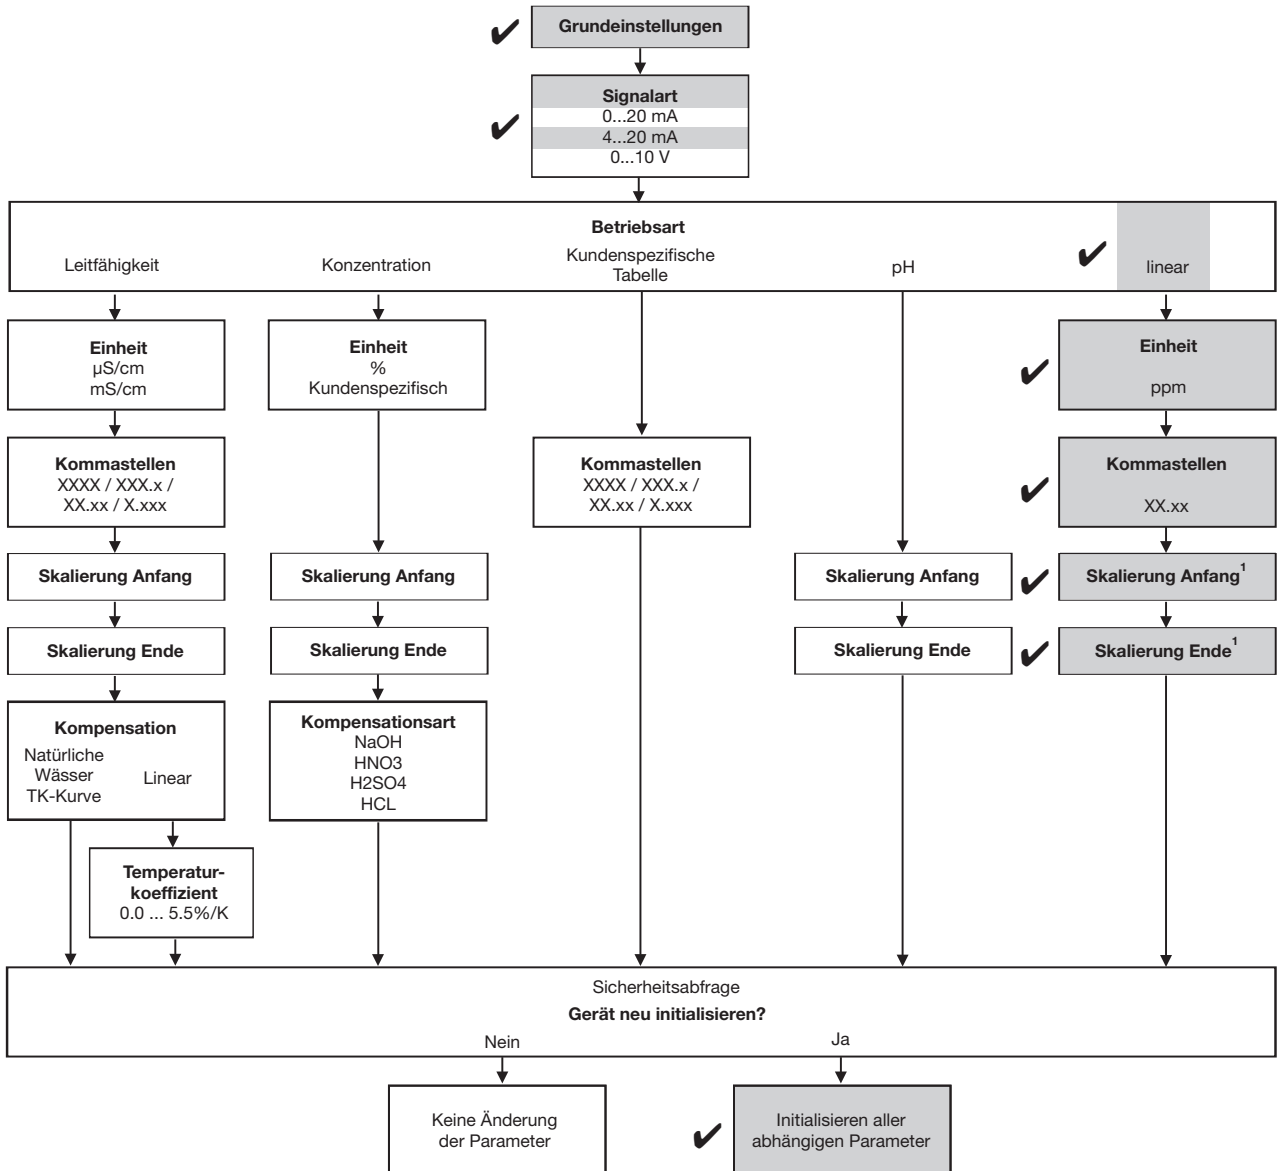 Grundeinstellungen
Signalart
0...20 mA
4...20 mA
0...10 V
Betriebsart
Leitfähigkeit
Konzentration
Kundenspezifische
Tabelle
pH
linear
Einheit
µS/cm
mS/cm
Einheit
%
Kundenspezifisch
Einheit
ppm
Kommastellen
XXXX / XXX.x /
XX.xx / X.xxx
Kommastellen
XXXX / XXX.x /
XX.xx / X.xxx
Kommastellen
XX.xx
Skalierung Anfang
Skalierung Anfang
Skalierung Anfang
Skalierung Anfang¹
Skalierung Ende
Skalierung Ende
Skalierung Ende
Skalierung Ende¹
Kompensation
Natürliche
Wässer
TK-Kurve
Linear
Kompensationsart
NaOH
HNO3
H2SO4
HCL
Temperatur-
koeffizient
0.0 ... 5.5%/K
Sicherheitsabfrage
Gerät neu initialisieren?
Nein
Ja
Keine Änderung
der Parameter
Initialisieren aller
abhängigen Parameter